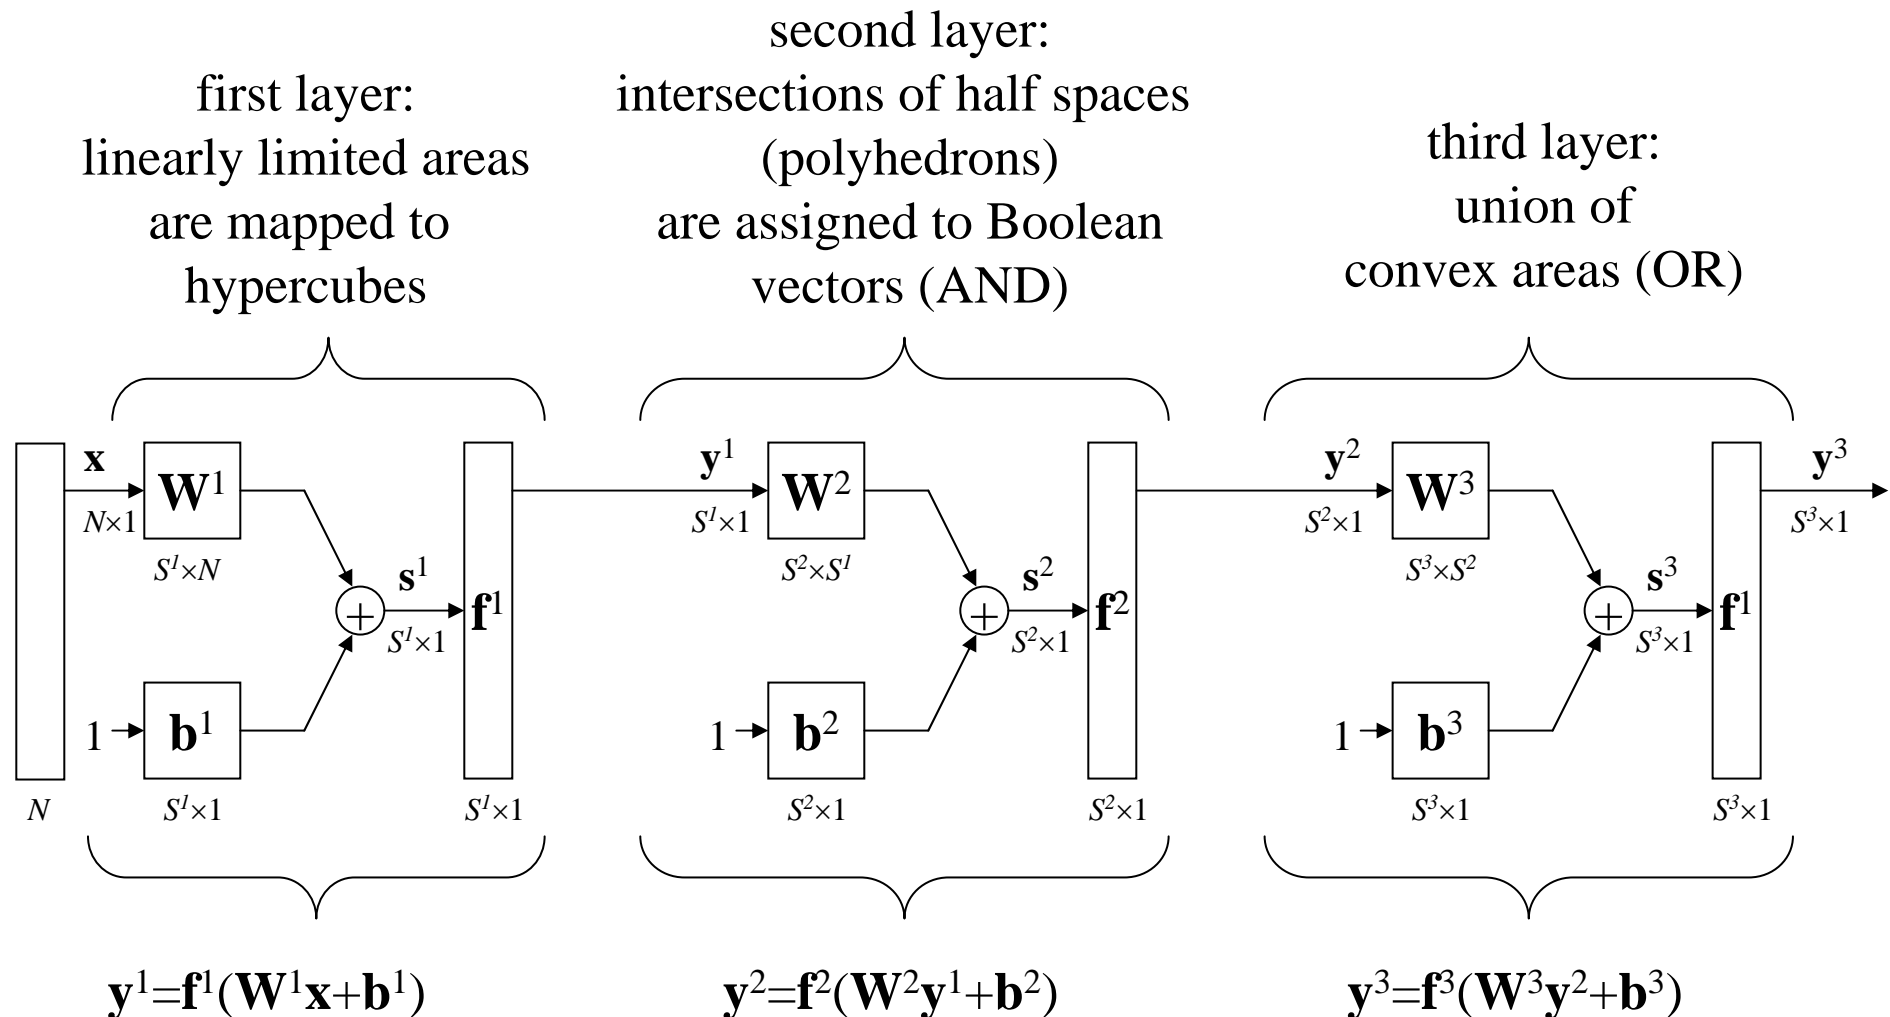 first layer:
linearly limited areas
are mapped to
hypercubes
second layer:
intersections of half spaces
(polyhedrons)
are assigned to Boolean
vectors (AND)
third layer:
union of
convex areas (OR)
x
N×1
W¹
S¹×N
s¹
S¹×1
f¹
1
b¹
N
S¹×1
S¹×1
y¹
S¹×1
W²
S²×S¹
s²
S²×1
f²
1
b²
S²×1
S²×1
y²
S²×1
W³
S³×S²
s³
S³×1
f¹
y³
S³×1
1
b³
S³×1
S³×1
+
+
+
y¹=f¹(W¹x+b¹)
y²=f²(W²y¹+b²)
y³=f³(W³y²+b³)